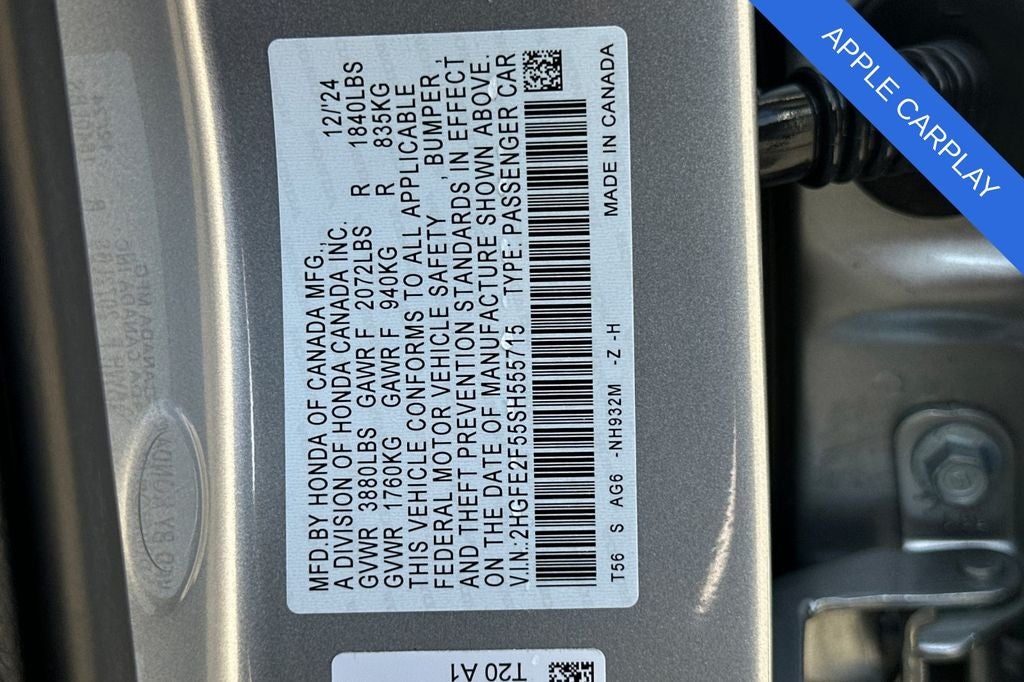 MFD.BY HONDA OF CANADA MFG., 12/'24
A DIVISION OF HONDA CANADA INC.
GVWR 3880LBS GAWR F 2072LBS R 1840LBS
GVWR 1760KG GAWR F 940KG R 835KG
THIS VEHICLE CONFORMS TO ALL APPLICABLE
FEDERAL MOTOR VEHICLE SAFETY, BUMPER,
AND THEFT PREVENTION STANDARDS IN EFFECT
ON THE DATE OF MANUFACTURE SHOWN ABOVE.
V.I.N.:2HGFE2F55SH555715 TYPE: PASSENGER CAR
T56 S AG6 -NH932M -Z -H MADE IN CANADA
T20 A1
APPLE CARPLAY